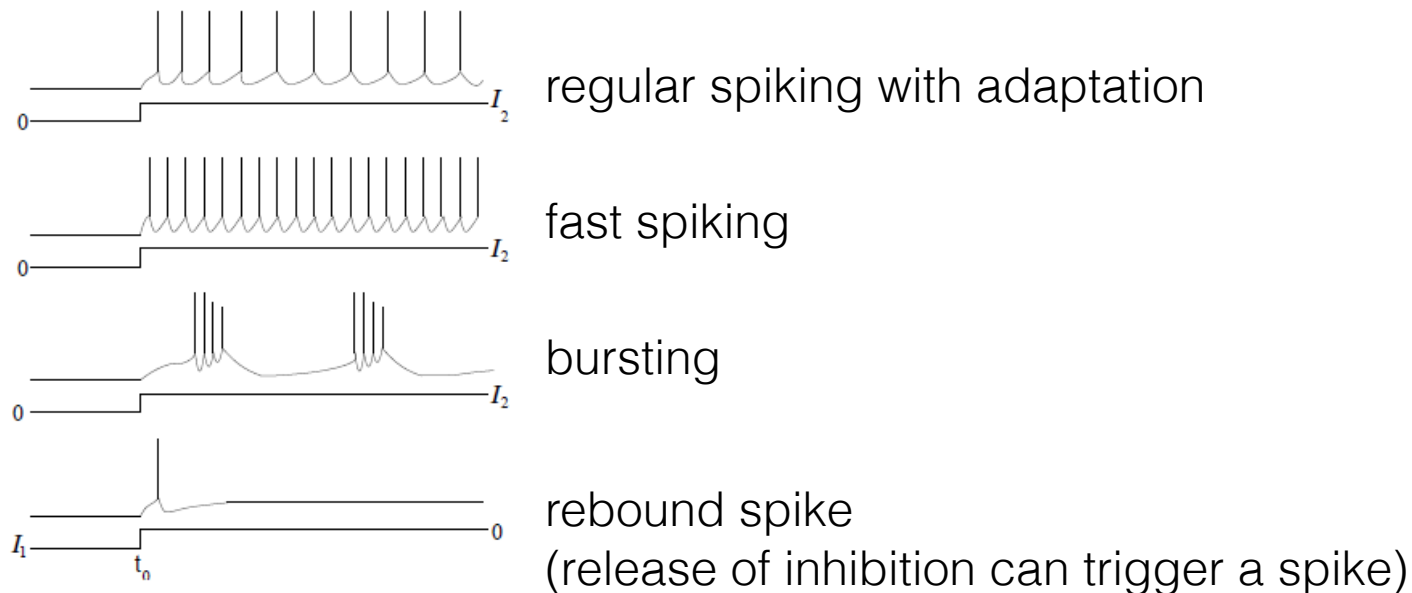 regular spiking with adaptation
0 I2
fast spiking
0 I2
bursting
0 I2
rebound spike
(release of inhibition can trigger a spike)
I1 0
t0